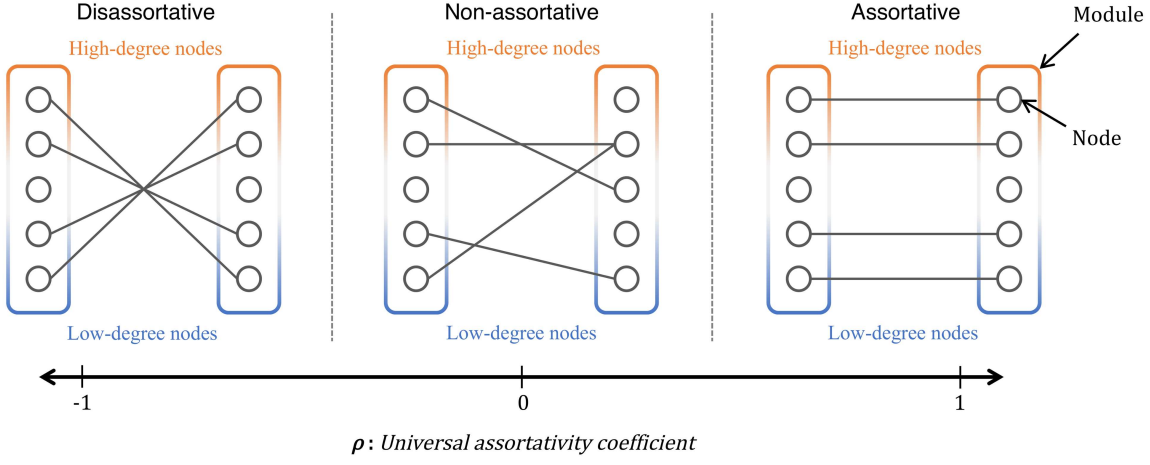 Disassortative
Non-assortative
Assortative
Module
High-degree nodes
High-degree nodes
High-degree nodes
Node
Low-degree nodes
Low-degree nodes
Low-degree nodes
-1
0
1
ρ : Universal assortativity coefficient